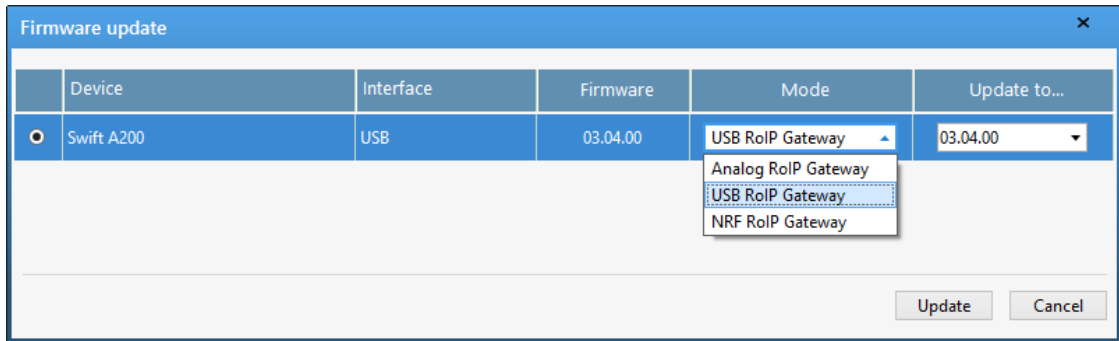 Firmware update
Device Interface Firmware Mode Update to...
Swift A200 USB 03.04.00 USB RoIP Gateway 03.04.00
Analog RoIP Gateway
USB RoIP Gateway
NRF RoIP Gateway
Update Cancel